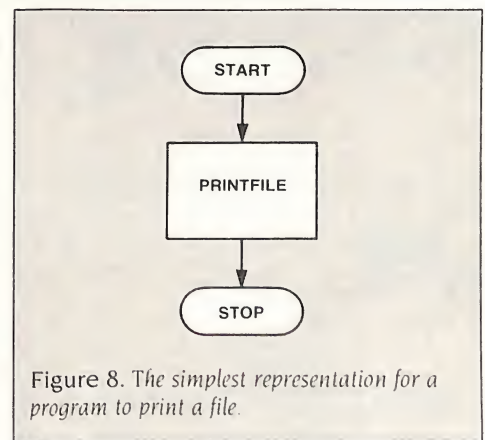 START
PRINTFILE
STOP
Figure 8. The simplest representation for a
program to print a file.